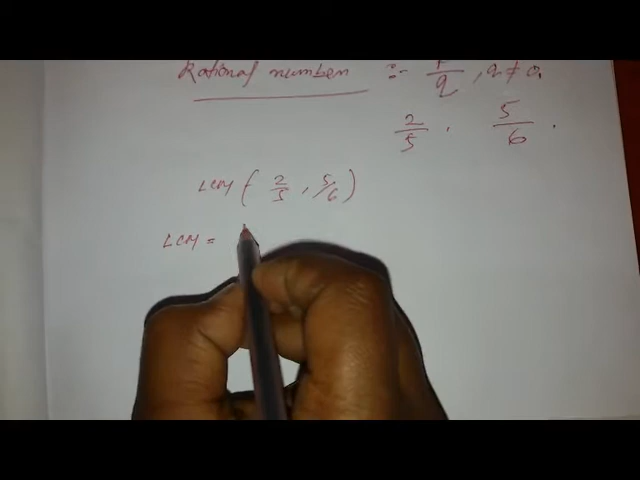 Rational number :- p/q, q ≠ 0.
2/5 . 5/6 .
LCM ( 2/5 , 5/6 )
LCM =